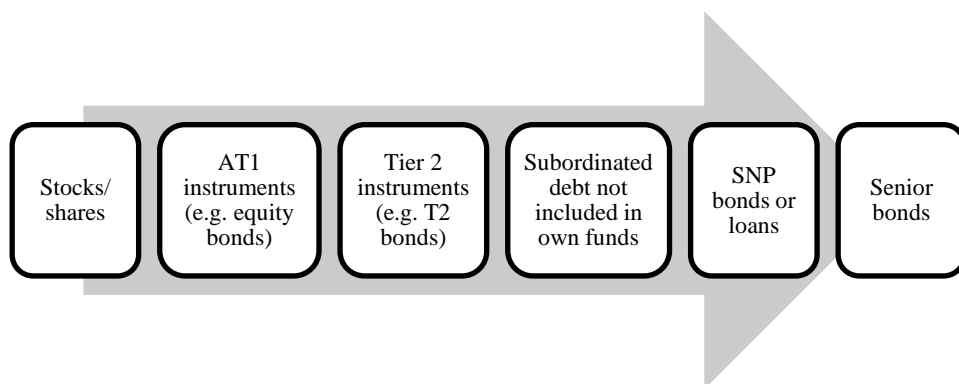 Stocks/
shares
AT1
instruments
(e.g. equity
bonds)
Tier 2
instruments
(e.g. T2
bonds)
Subordinated
debt not
included in
own funds
SNP
bonds or
loans
Senior
bonds